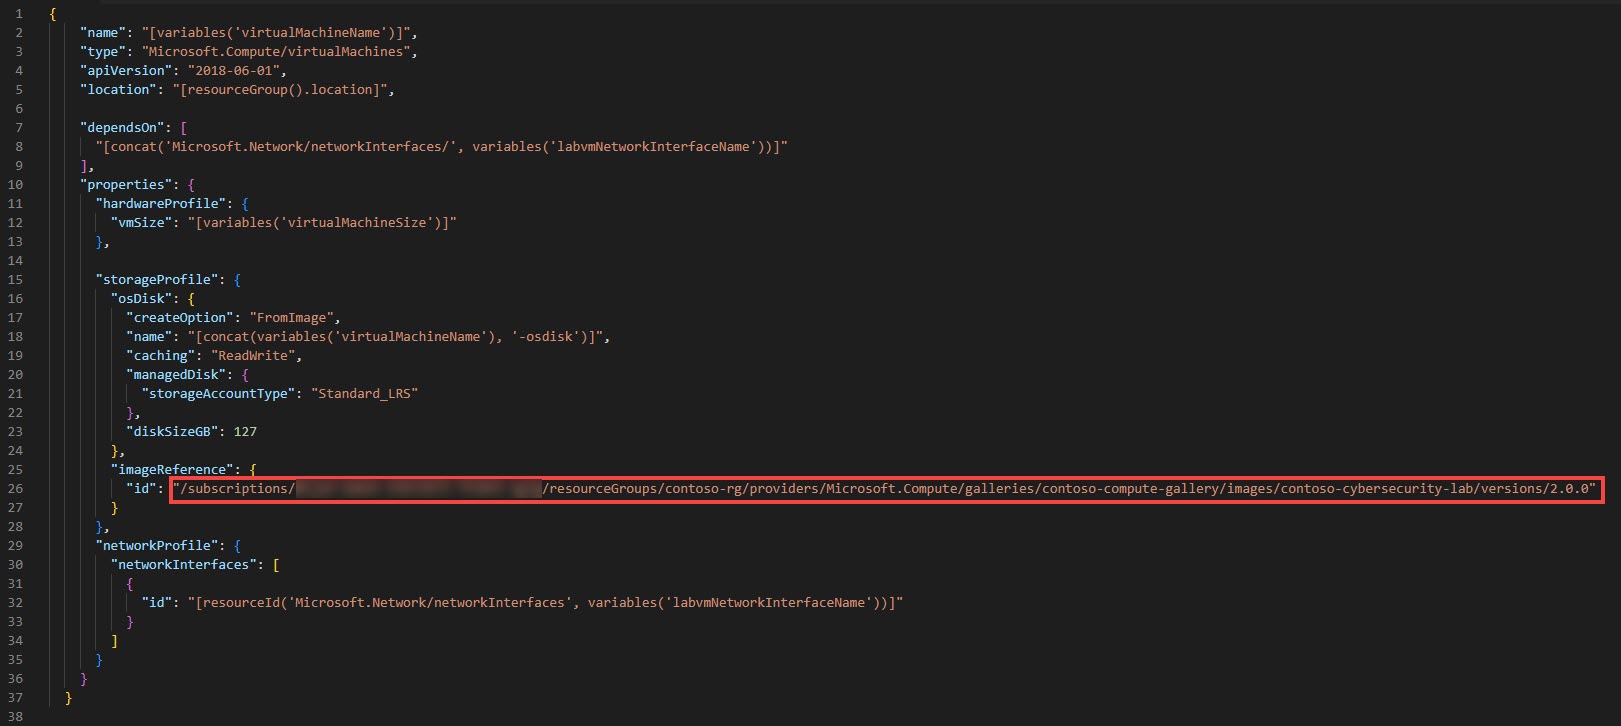 1 {
2 "name": "[variables('virtualMachineName')]",
3 "type": "Microsoft.Compute/virtualMachines",
4 "apiVersion": "2018-06-01",
5 "location": "[resourceGroup().location]",
6
7 "dependsOn": [
8 "[concat('Microsoft.Network/networkInterfaces/', variables('labvmNetworkInterfaceName'))]"
9 ],
10 "properties": {
11 "hardwareProfile": {
12 "vmSize": "[variables('virtualMachineSize')]"
13 },
14
15 "storageProfile": {
16 "osDisk": {
17 "createOption": "FromImage",
18 "name": "[concat(variables('virtualMachineName'), '-osdisk')]",
19 "caching": "ReadWrite",
20 "managedDisk": {
21 "storageAccountType": "Standard_LRS"
22 },
23 "diskSizeGB": 127
24 },
25 "imageReference": {
26 "id": "/subscriptions/ /resourceGroups/contoso-rg/providers/Microsoft.Compute/galleries/contoso-compute-gallery/images/contoso-cybersecurity-lab/versions/2.0.0"
27 }
28 },
29 "networkProfile": {
30 "networkInterfaces": [
31 {
32 "id": "[resourceId('Microsoft.Network/networkInterfaces', variables('labvmNetworkInterfaceName'))]"
33 }
34 ]
35 }
36 }
37 }
38